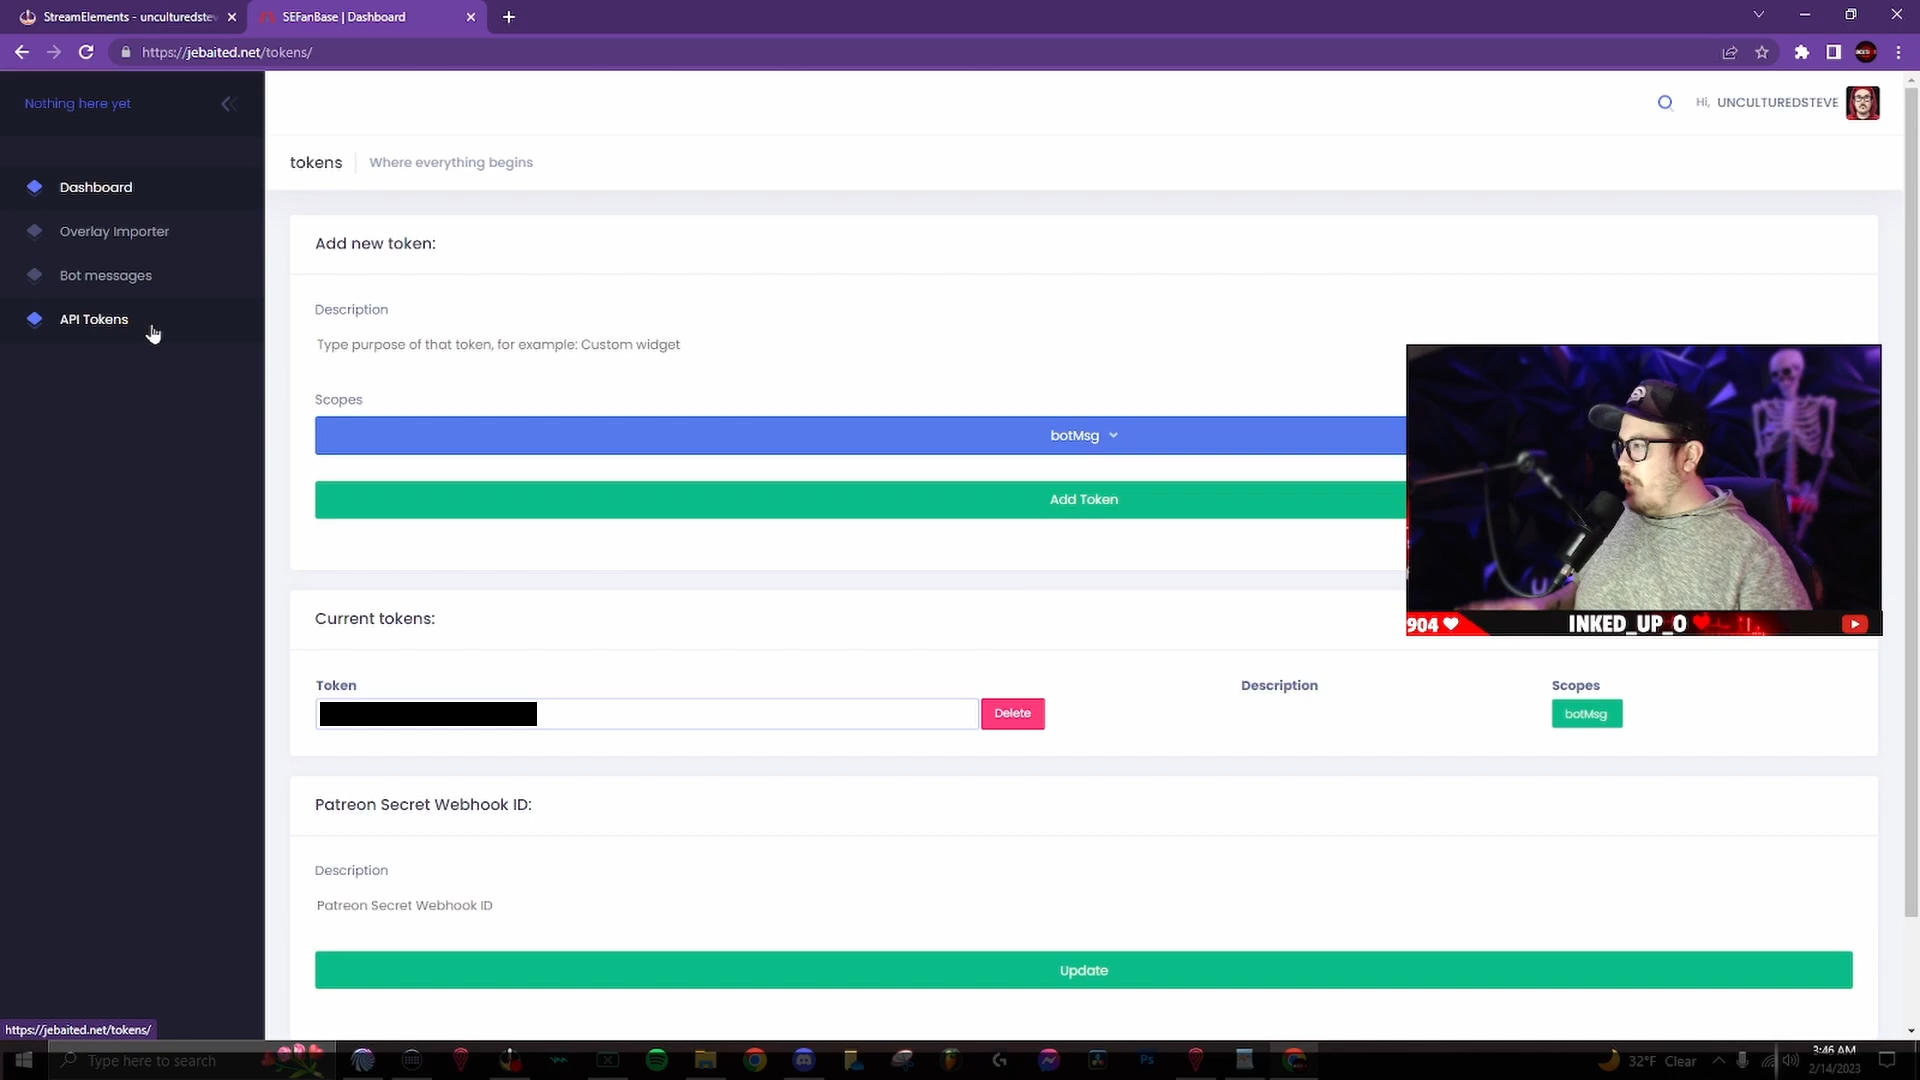 StreamElements - unculturedstev
SEFanBase | Dashboard
https://jebaited.net/tokens/
Nothing here yet
Hi, UNCULTUREDSTEVE
tokens
Where everything begins
Dashboard
Overlay Importer
Bot messages
API Tokens
Add new token:
Description
Type purpose of that token, for example: Custom widget
Scopes
botMsg
Add Token
904
INKED_UP_O
Current tokens:
Token
Description
Scopes
Delete
botMsg
Patreon Secret Webhook ID:
Description
Patreon Secret Webhook ID
Update
https://jebaited.net/tokens/
Type here to search
Ps
32°F Clear
3:46 AM
2/14/2023